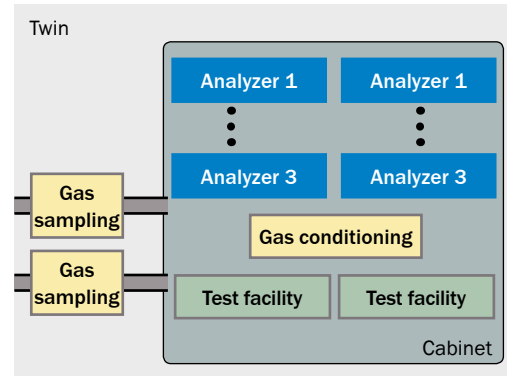 Twin
Analyzer 1
Analyzer 1
Analyzer 3
Analyzer 3
Gas
sampling
Gas conditioning
Gas
sampling
Test facility
Test facility
Cabinet